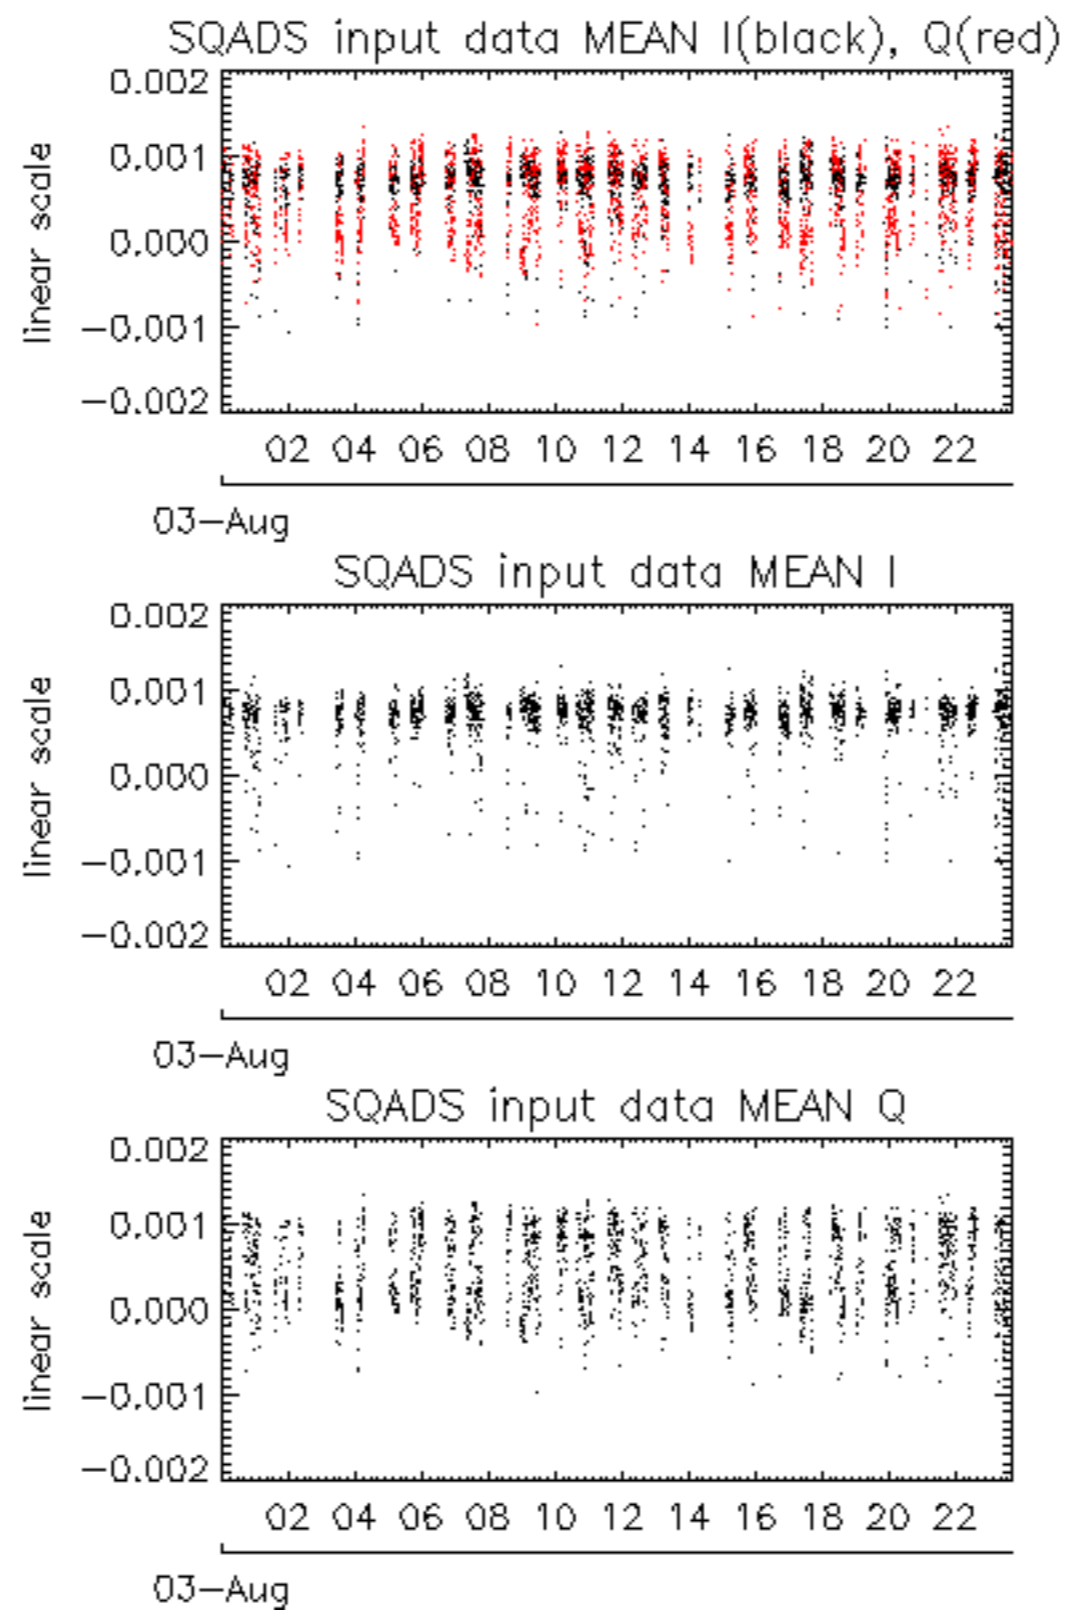 SQADS input data MEAN I(black), Q(red)
0.002
0.001
0.000
−0.001
−0.002
linear scale
02 04 06 08 10 12 14 16 18 20 22
03−Aug
SQADS input data MEAN I
0.002
0.001
0.000
−0.001
−0.002
linear scale
02 04 06 08 10 12 14 16 18 20 22
03−Aug
SQADS input data MEAN Q
0.002
0.001
0.000
−0.001
−0.002
linear scale
02 04 06 08 10 12 14 16 18 20 22
03−Aug